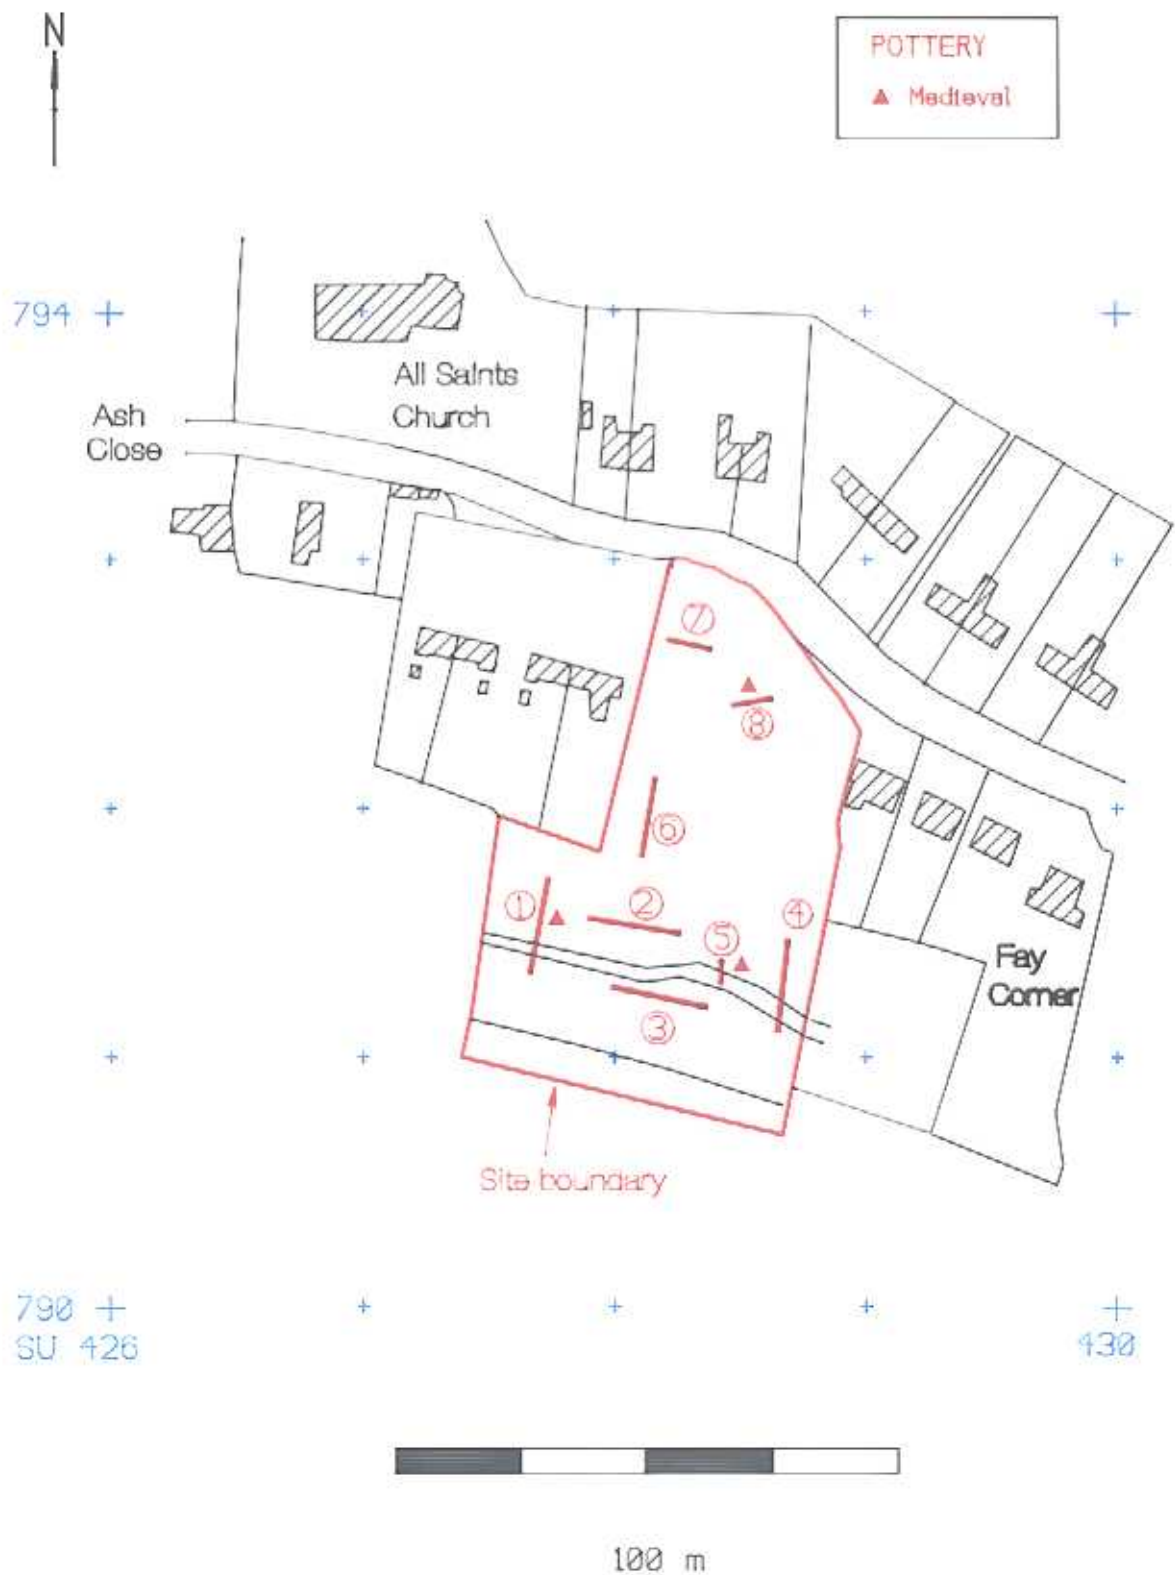 N
POTTERY
▲ Medieval
794
All Saints
Church
Ash
Close
7
8
6
1
2
4
5
3
Fay
Corner
Site boundary
790
SU 426
430
100 m